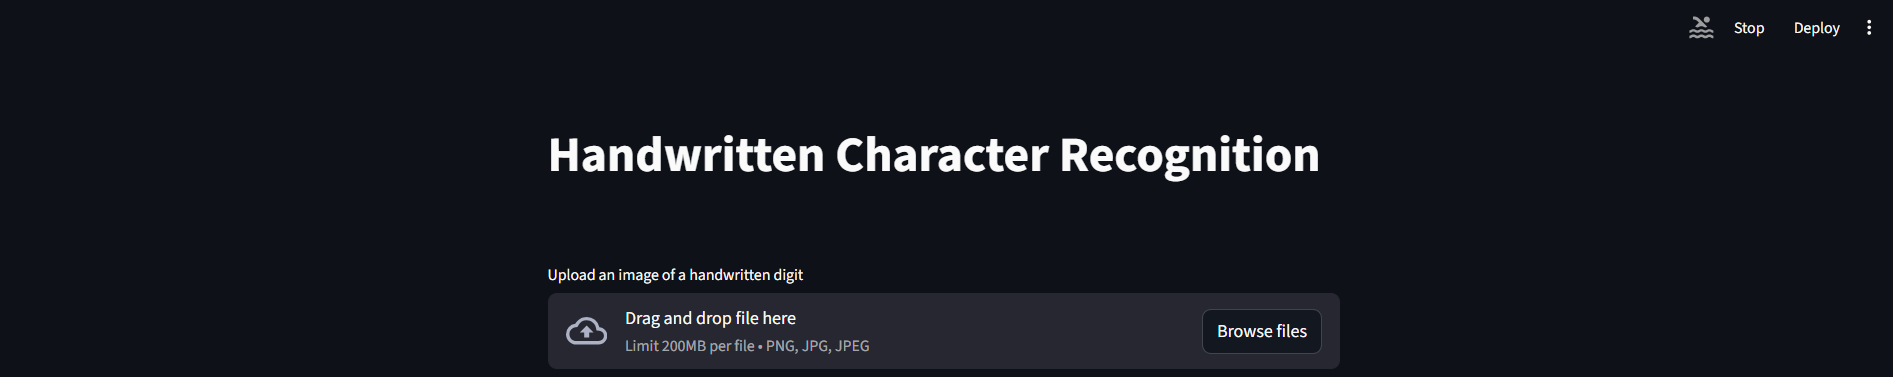 Stop Deploy
Handwritten Character Recognition
Upload an image of a handwritten digit
Drag and drop file here
Limit 200MB per file • PNG, JPG, JPEG
Browse files